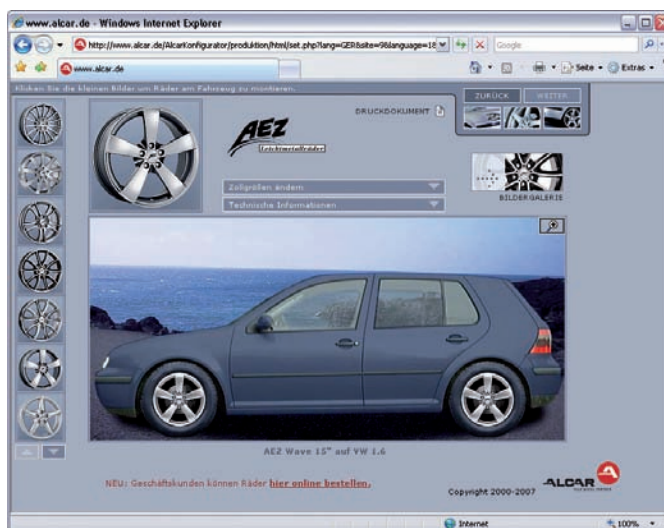 www.alcar.de - Windows Internet Explorer
http://www.alcar.de/AlcarKonfigurator/produktion/html/set.php?lang=GER&site=9&language=18
Google
www.alcar.de
Seite
Extras
Klicken Sie die kleinen Bilder um Räder am Fahrzeug zu montieren.
ZURÜCK
WEITER
DRUCKDOKUMENT
AEZ
Leichtmetallräder
Zollgrößen ändern
Technische Informationen
BILDERGALERIE
AEZ Wave 15" auf VW 1.6
NEU: Geschäftskunden können Räder hier online bestellen.
Copyright 2000-2007
ALCAR
Internet
100%